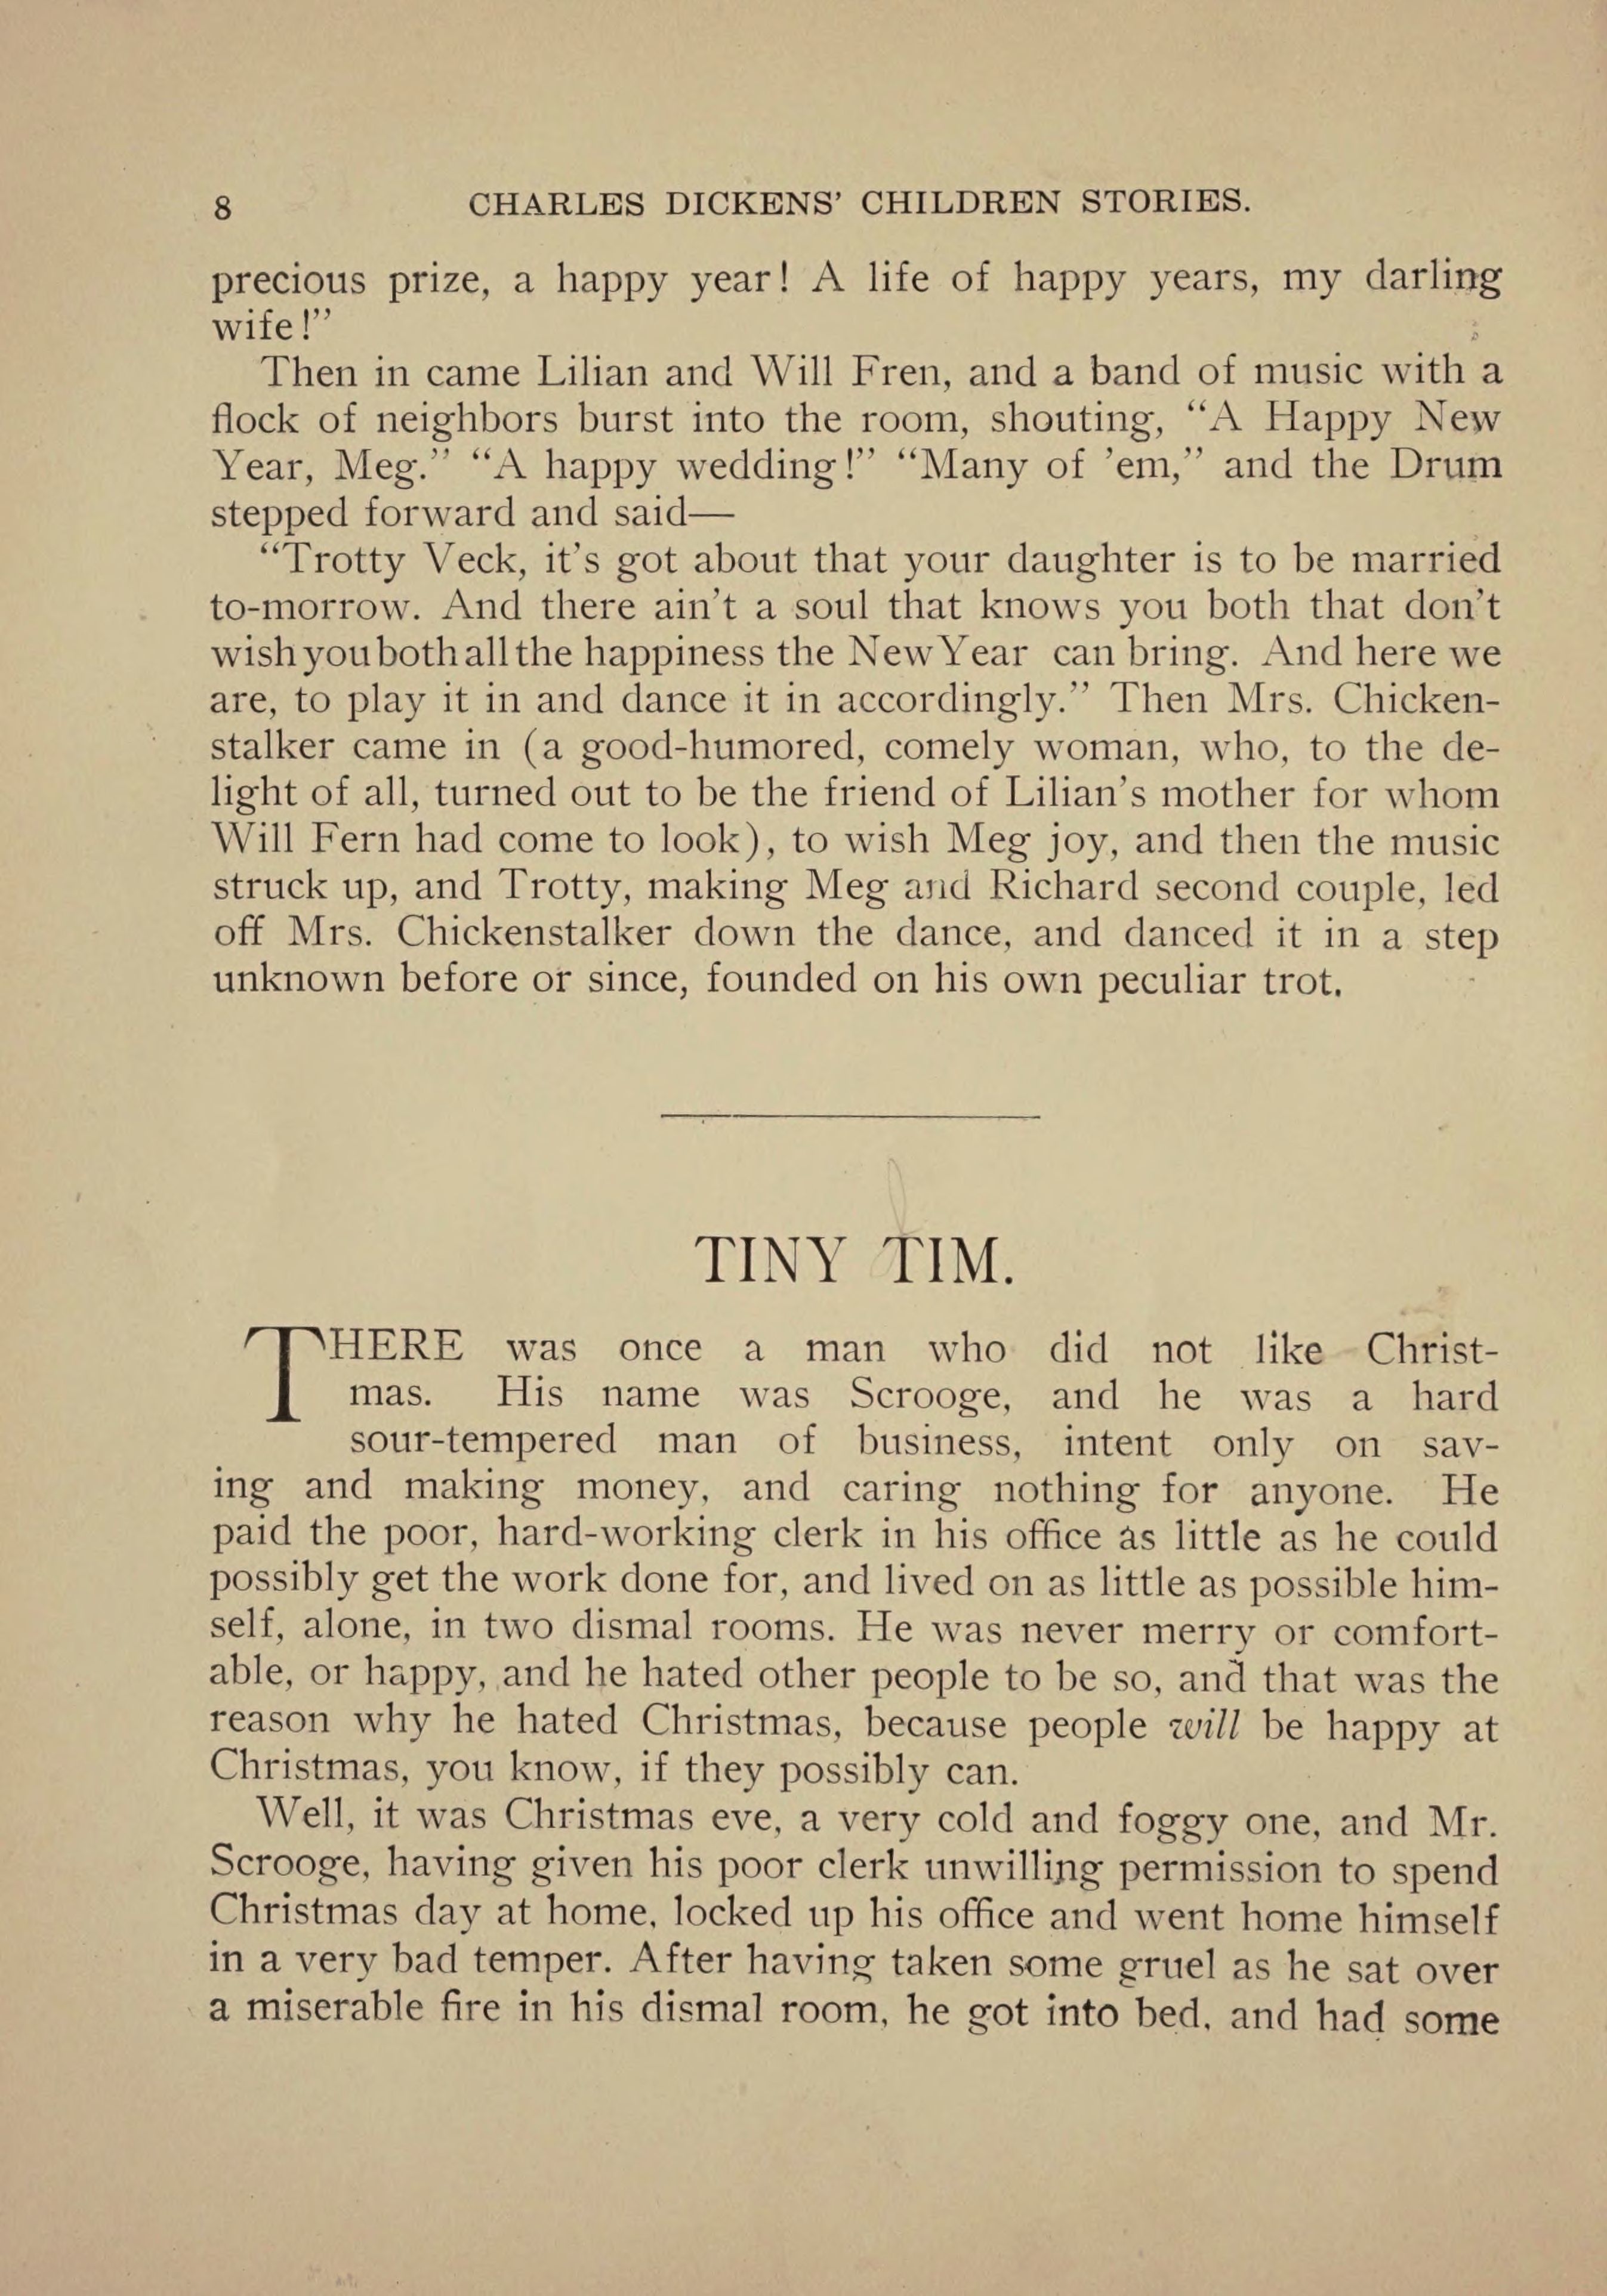 8 CHARLES DICKENS’ CHILDREN STORIES.
precious prize, a happy year! A life of happy years, my darling
wife!”
Then in came Lilian and Will Fren, and a band of music with a
flock of neighbors burst into the room, shouting, “A Happy New
Year, Meg.” “A happy wedding!” “Many of ’em,” and the Drum
stepped forward and said—
“Trotty Veck, it’s got about that your daughter is to be married
to-morrow. And there ain’t a soul that knows you both that don’t
wish you both all the happiness the New Year can bring. And here we
are, to play it in and dance it in accordingly.” Then Mrs. Chicken-
stalker came in (a good-humored, comely woman, who, to the de-
light of all, turned out to be the friend of Lilian’s mother for whom
Will Fern had come to look), to wish Meg joy, and then the music
struck up, and Trotty, making Meg and Richard second couple, led
off Mrs. Chickenstalker down the dance, and danced it in a step
unknown before or since, founded on his own peculiar trot.
TINY TIM.
THERE was once a man who did not like Christ-
mas. His name was Scrooge, and he was a hard
sour-tempered man of business, intent only on sav-
ing and making money, and caring nothing for anyone. He
paid the poor, hard-working clerk in his office as little as he could
possibly get the work done for, and lived on as little as possible him-
self, alone, in two dismal rooms. He was never merry or comfort-
able, or happy, and he hated other people to be so, and that was the
reason why he hated Christmas, because people will be happy at
Christmas, you know, if they possibly can.
Well, it was Christmas eve, a very cold and foggy one, and Mr.
Scrooge, having given his poor clerk unwilling permission to spend
Christmas day at home, locked up his office and went home himself
in a very bad temper. After having taken some gruel as he sat over
a miserable fire in his dismal room, he got into bed, and had some